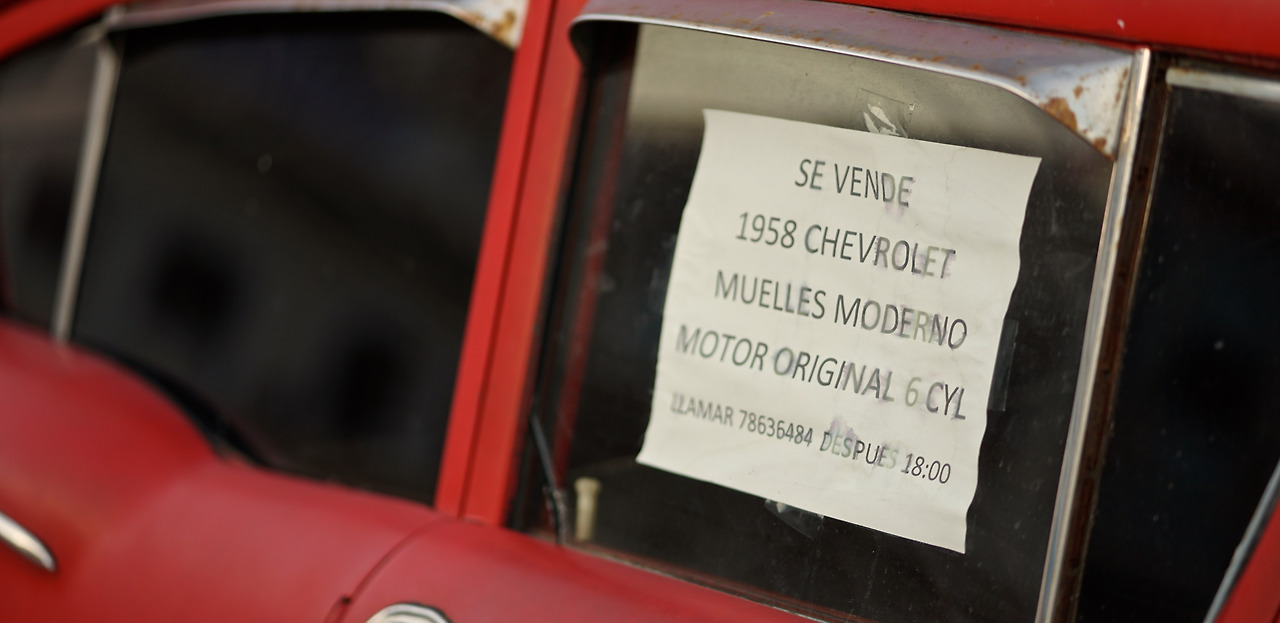 SE VENDE
1958 CHEVROLET
MUELLES MODERNO
MOTOR ORIGINAL 6 CYL
LLAMAR 78636484 DESPUES 18:00